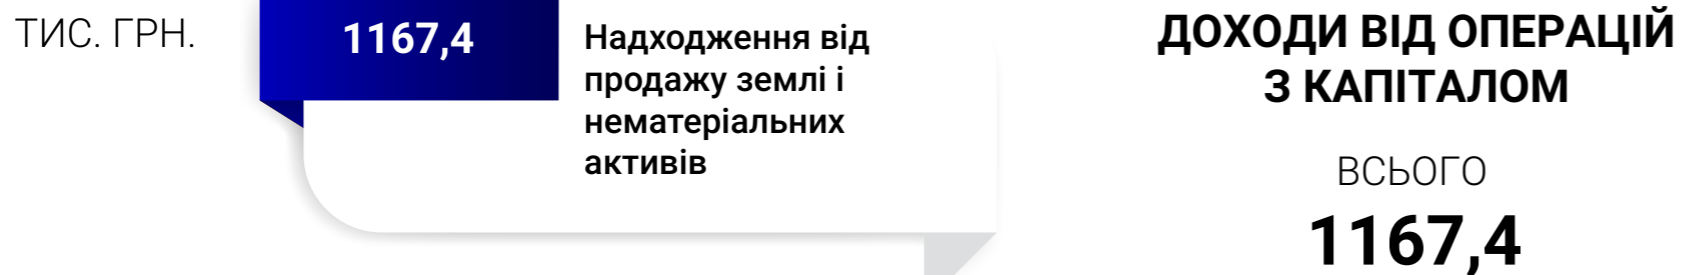 ТИС. ГРН.
1167,4
Надходження від
продажу землі і
нематеріальних
активів
ДОХОДИ ВІД ОПЕРАЦІЙ
З КАПІТАЛОМ
ВСЬОГО
1167,4